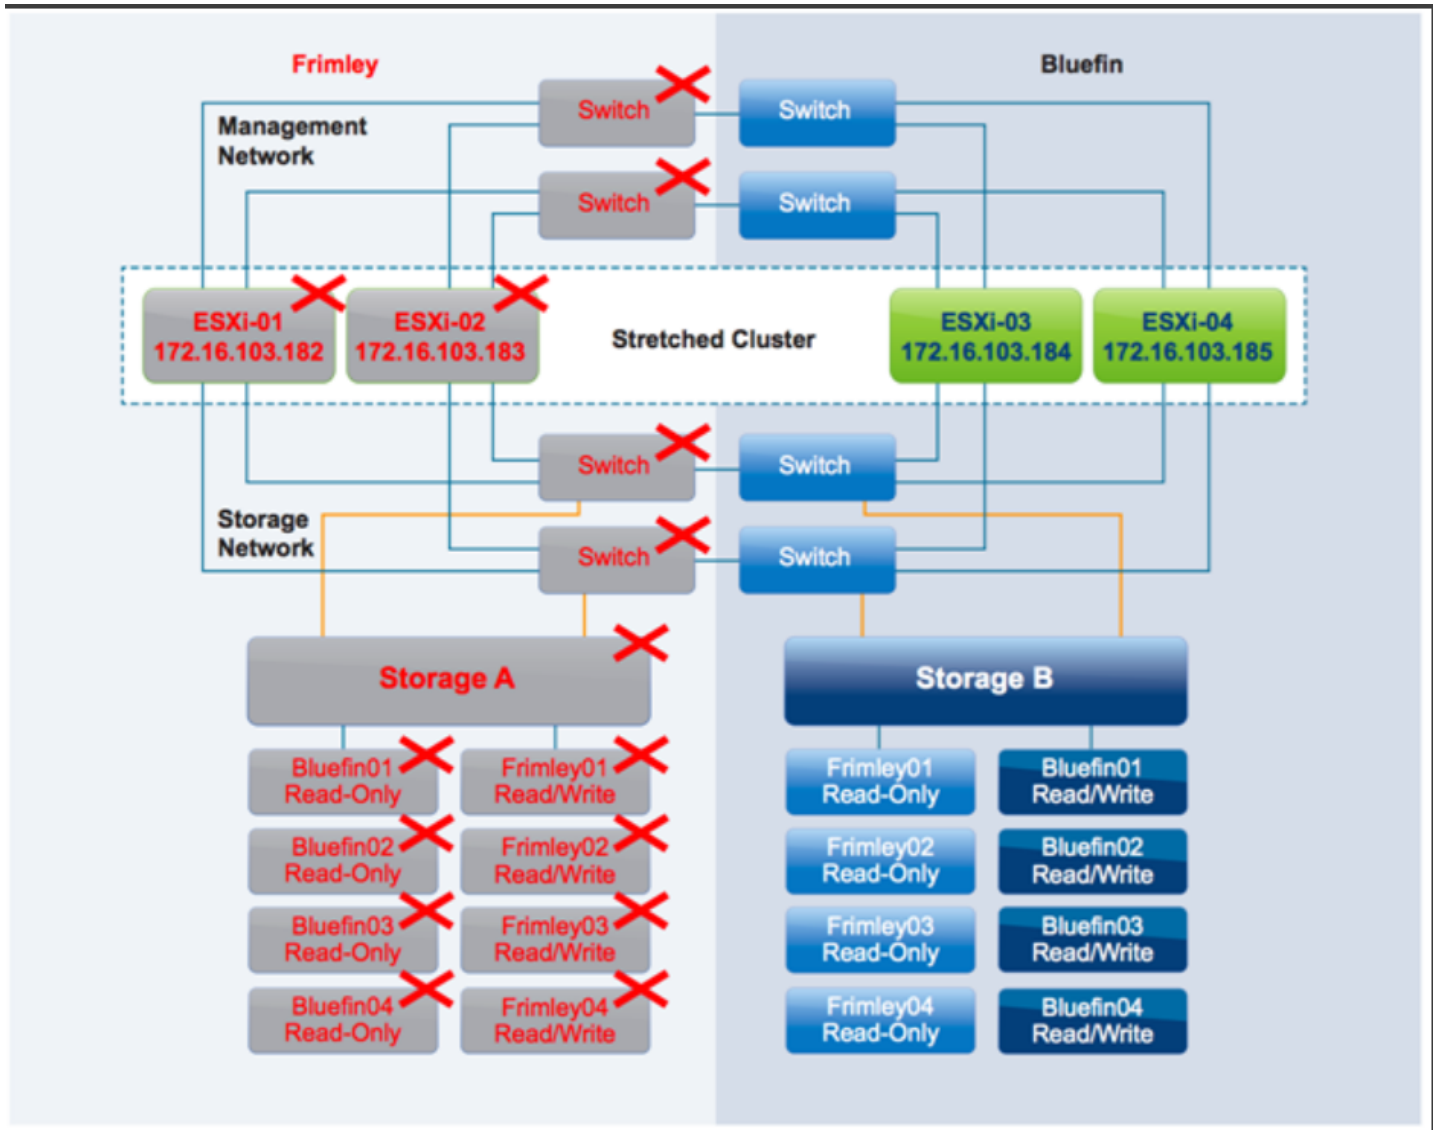 Frimley
Bluefin
Management
Network
Switch
Switch
Switch
Switch
ESXi-01
172.16.103.182
ESXi-02
172.16.103.183
Stretched Cluster
ESXi-03
172.16.103.184
ESXi-04
172.16.103.185
Switch
Switch
Storage
Network
Switch
Switch
Storage A
Storage B
Bluefin01
Read-Only
Frimley01
Read/Write
Frimley01
Read-Only
Bluefin01
Read/Write
Bluefin02
Read-Only
Frimley02
Read/Write
Frimley02
Read-Only
Bluefin02
Read/Write
Bluefin03
Read-Only
Frimley03
Read/Write
Frimley03
Read-Only
Bluefin03
Read/Write
Bluefin04
Read-Only
Frimley04
Read/Write
Frimley04
Read-Only
Bluefin04
Read/Write